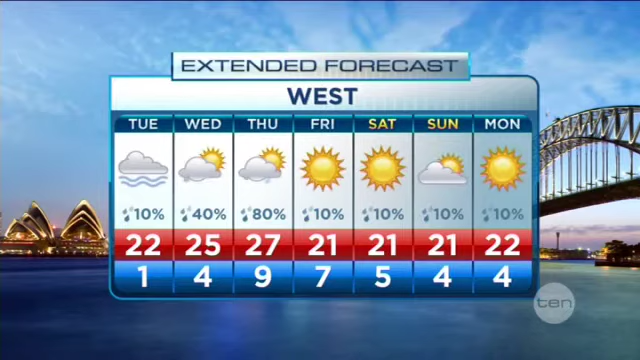 EXTENDED FORECAST
WEST
TUE WED THU FRI SAT SUN MON
10% 40% 80% 10% 10% 10% 10%
22 25 27 21 21 21 22
1 4 9 7 5 4 4
ten